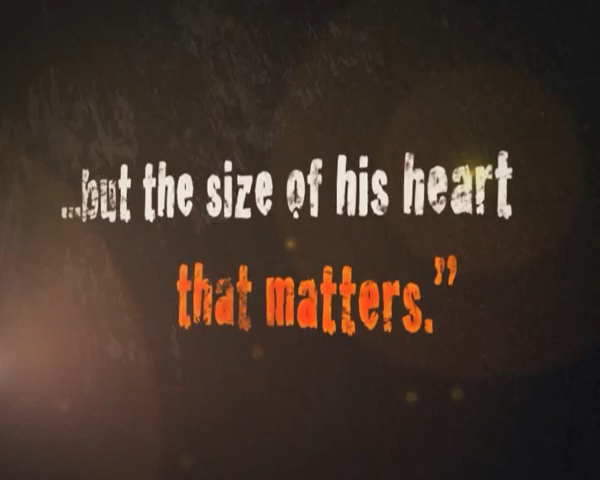 ...but the size of his heart
that matters.”